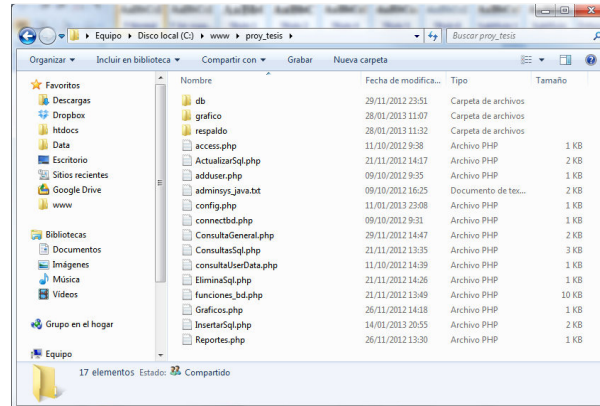 Equipo ▸ Disco local (C:) ▸ www ▸ proy_tesis ▸
Buscar proy_tesis
Organizar Incluir en biblioteca Compartir con Grabar Nueva carpeta
Nombre Fecha de modifica... Tipo Tamaño
Favoritos
Descargas
Dropbox
htdocs
Data
Escritorio
Sitios recientes
Google Drive
www
Bibliotecas
Documentos
Imágenes
Música
Vídeos
Grupo en el hogar
Equipo
db 29/11/2012 23:51 Carpeta de archivos
grafico 28/01/2013 11:07 Carpeta de archivos
respaldo 28/01/2013 11:32 Carpeta de archivos
access.php 11/10/2012 9:38 Archivo PHP 1 KB
ActualizarSql.php 21/11/2012 14:17 Archivo PHP 2 KB
adduser.php 09/10/2012 9:35 Archivo PHP 1 KB
adminsys_java.txt 09/10/2012 16:25 Documento de tex... 2 KB
config.php 11/01/2013 23:08 Archivo PHP 1 KB
connectbd.php 09/10/2012 9:31 Archivo PHP 1 KB
ConsultaGeneral.php 29/11/2012 14:47 Archivo PHP 2 KB
ConsultasSql.php 21/11/2012 13:35 Archivo PHP 3 KB
consultaUserData.php 11/10/2012 14:39 Archivo PHP 1 KB
EliminaSql.php 21/11/2012 14:26 Archivo PHP 1 KB
funciones_bd.php 21/11/2012 13:49 Archivo PHP 10 KB
Graficos.php 26/11/2012 14:18 Archivo PHP 1 KB
InsertarSql.php 14/01/2013 20:55 Archivo PHP 2 KB
Reportes.php 26/11/2012 13:30 Archivo PHP 1 KB
17 elementos Estado: Compartido